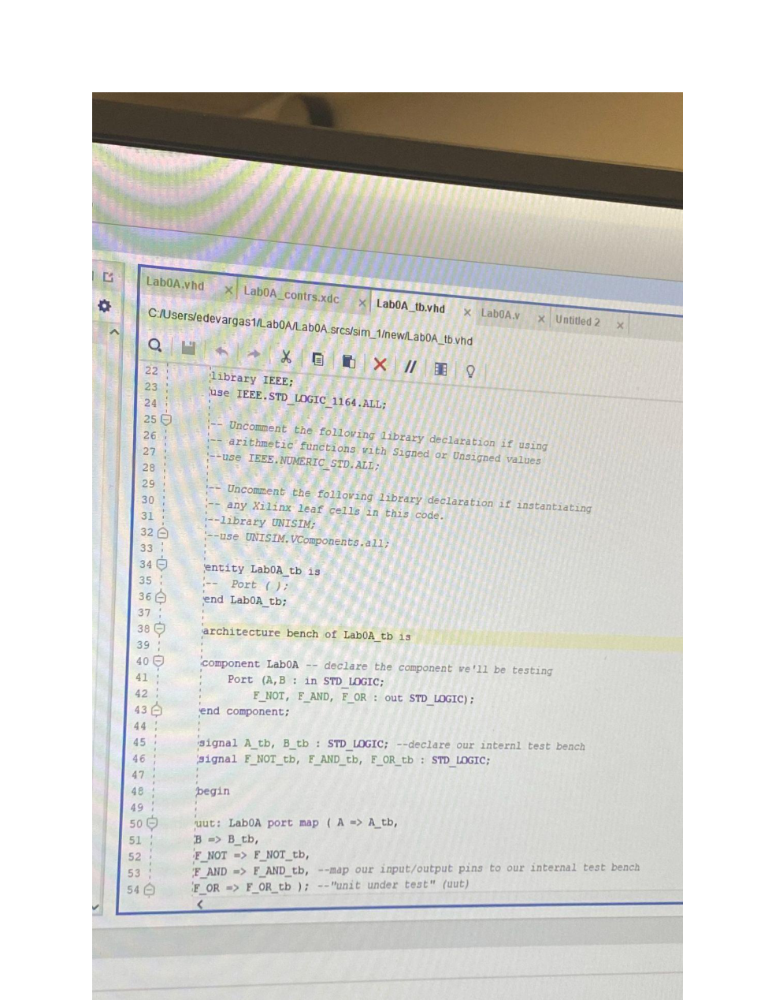 Lab0A.vhd × Lab0A_contrs.xdc × Lab0A_tb.vhd × Lab0A.v × Untitled 2 ×
C:/Users/edevargas1/Lab0A/Lab0A.srcs/sim_1/new/Lab0A_tb.vhd
22 library IEEE;
23 use IEEE.STD_LOGIC_1164.ALL;
24
25 -- Uncomment the following library declaration if using
26 -- arithmetic functions with Signed or Unsigned values
27 --use IEEE.NUMERIC_STD.ALL;
28
29 -- Uncomment the following library declaration if instantiating
30 -- any Xilinx leaf cells in this code.
31 --library UNISIM;
32 --use UNISIM.VComponents.all;
33
34 entity Lab0A_tb is
35 -- Port ( );
36 end Lab0A_tb;
37
38 architecture bench of Lab0A_tb is
39
40 component Lab0A -- declare the component we'll be testing
41 Port (A,B : in STD_LOGIC;
42 F_NOT, F_AND, F_OR : out STD_LOGIC);
43 end component;
44
45 signal A_tb, B_tb : STD_LOGIC; --declare our internl test bench
46 signal F_NOT_tb, F_AND_tb, F_OR_tb : STD_LOGIC;
47
48 begin
49
50 uut: Lab0A port map ( A => A_tb,
51 B => B_tb,
52 F_NOT => F_NOT_tb,
53 F_AND => F_AND_tb, --map our input/output pins to our internal test bench
54 F_OR => F_OR_tb ); --"unit under test" (uut)